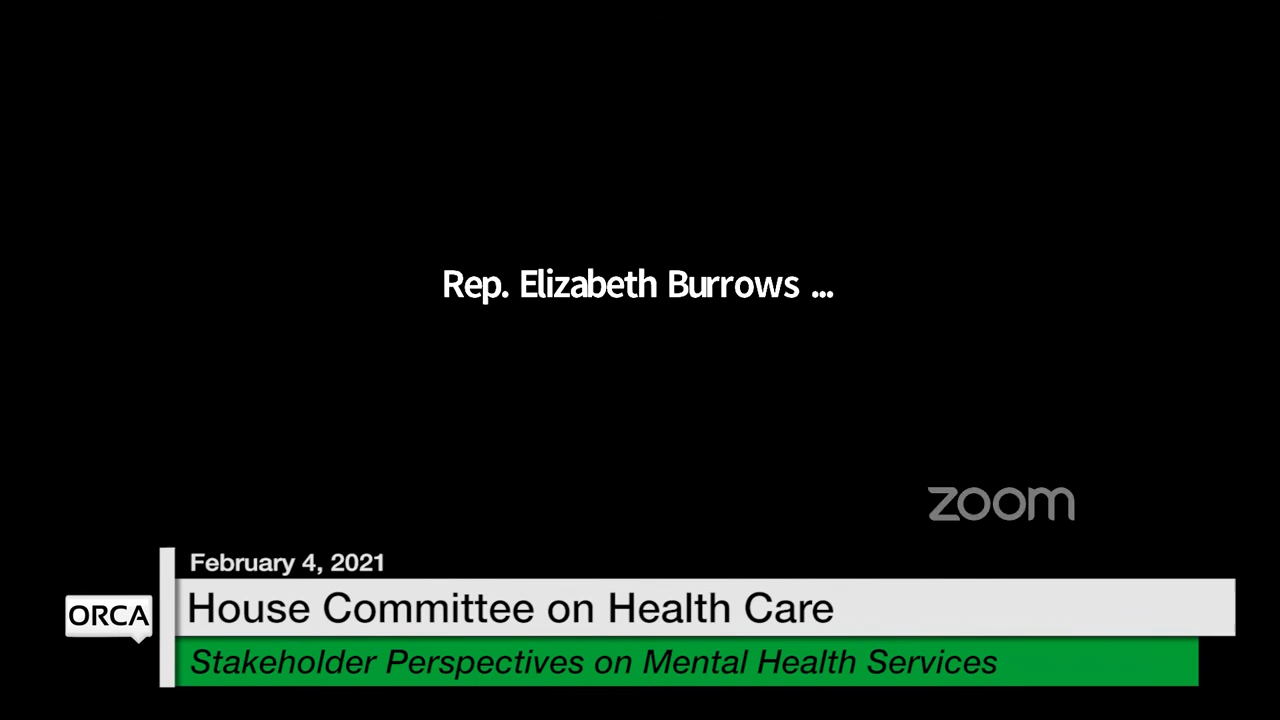 Rep. Elizabeth Burrows ...
zoom
February 4, 2021
House Committee on Health Care
ORCA
Stakeholder Perspectives on Mental Health Services